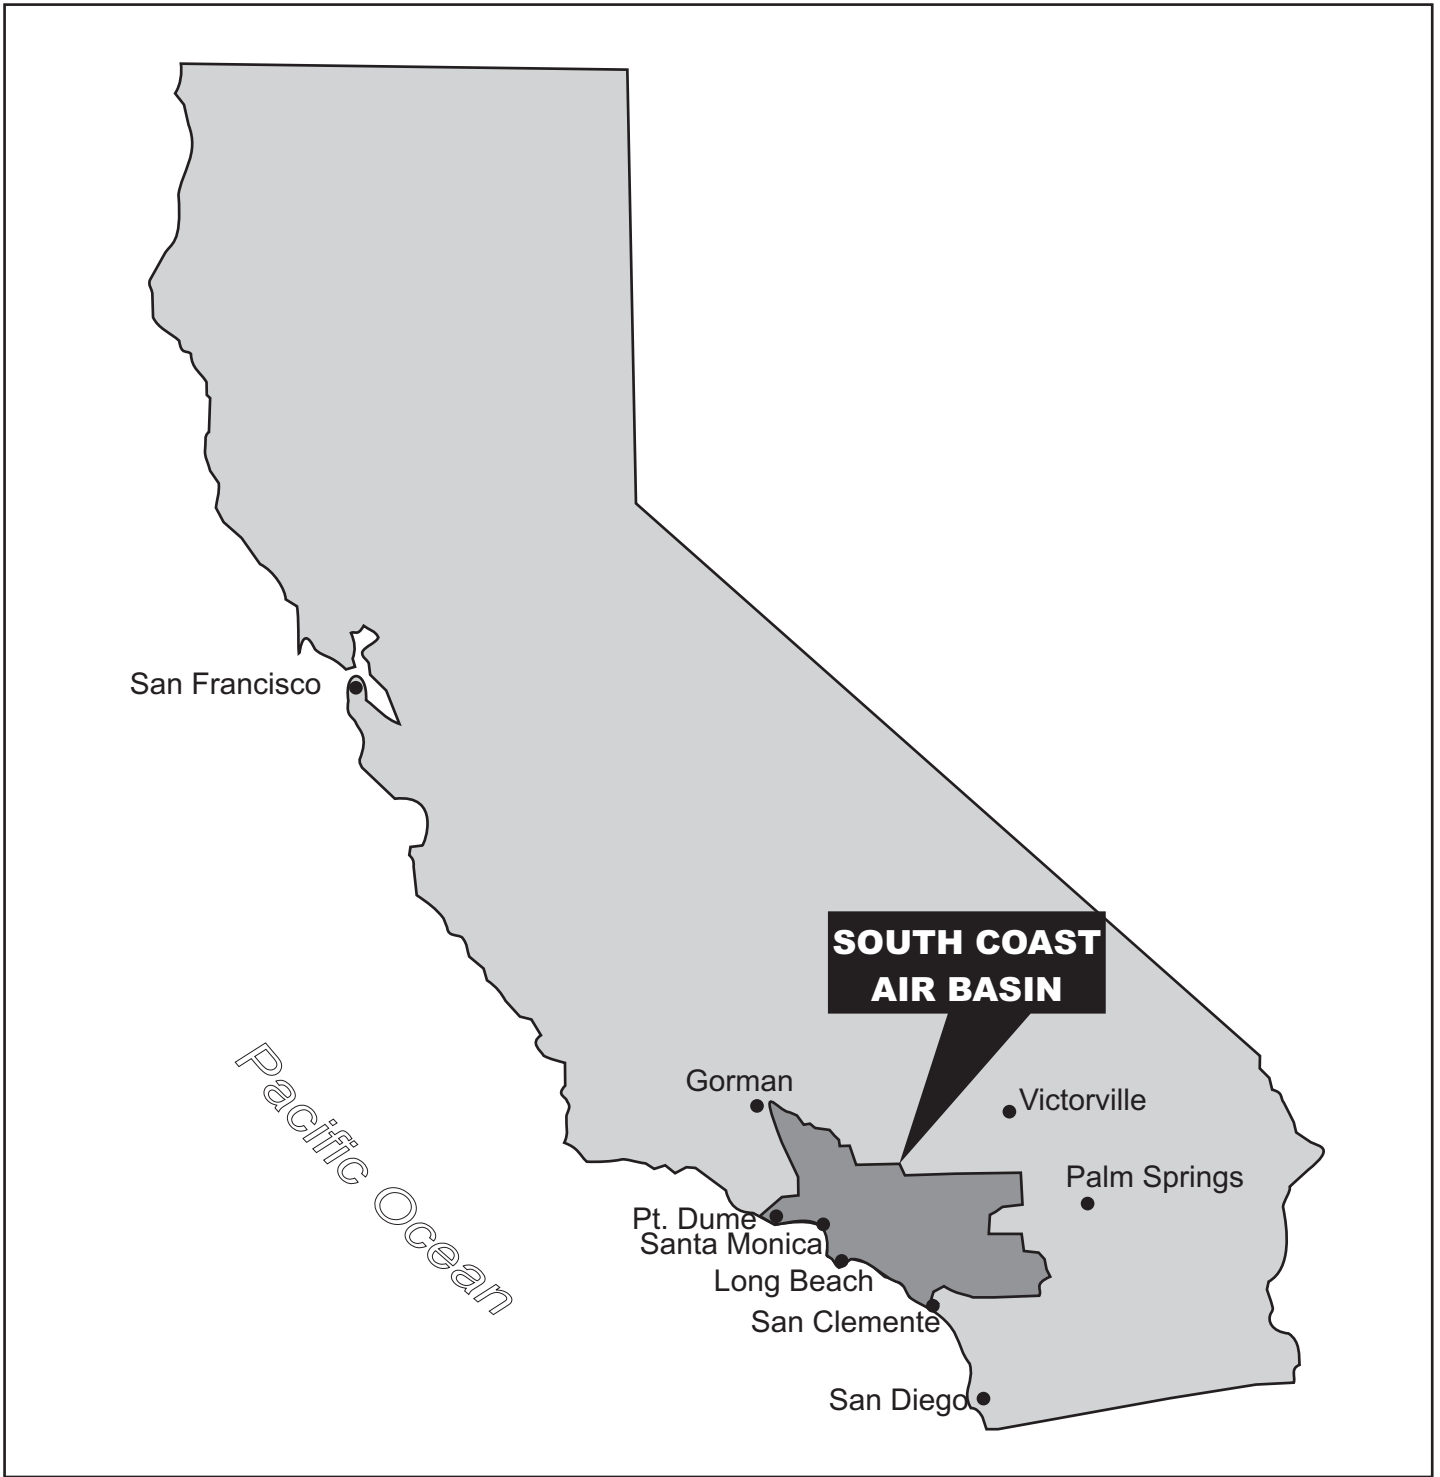 San Francisco
SOUTH COAST
AIR BASIN
Pacific Ocean
Gorman
Victorville
Palm Springs
Pt. Dume
Santa Monica
Long Beach
San Clemente
San Diego